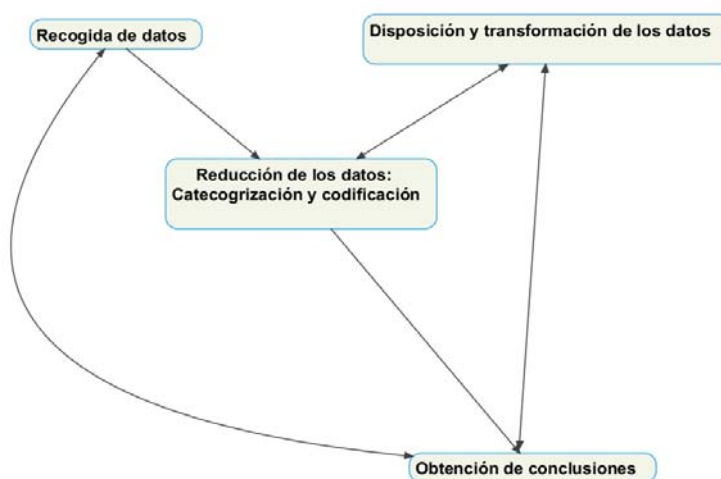 Recogida de datos
Disposición y transformación de los datos
Reducción de los datos:
Catecogrización y codificación
Obtención de conclusiones